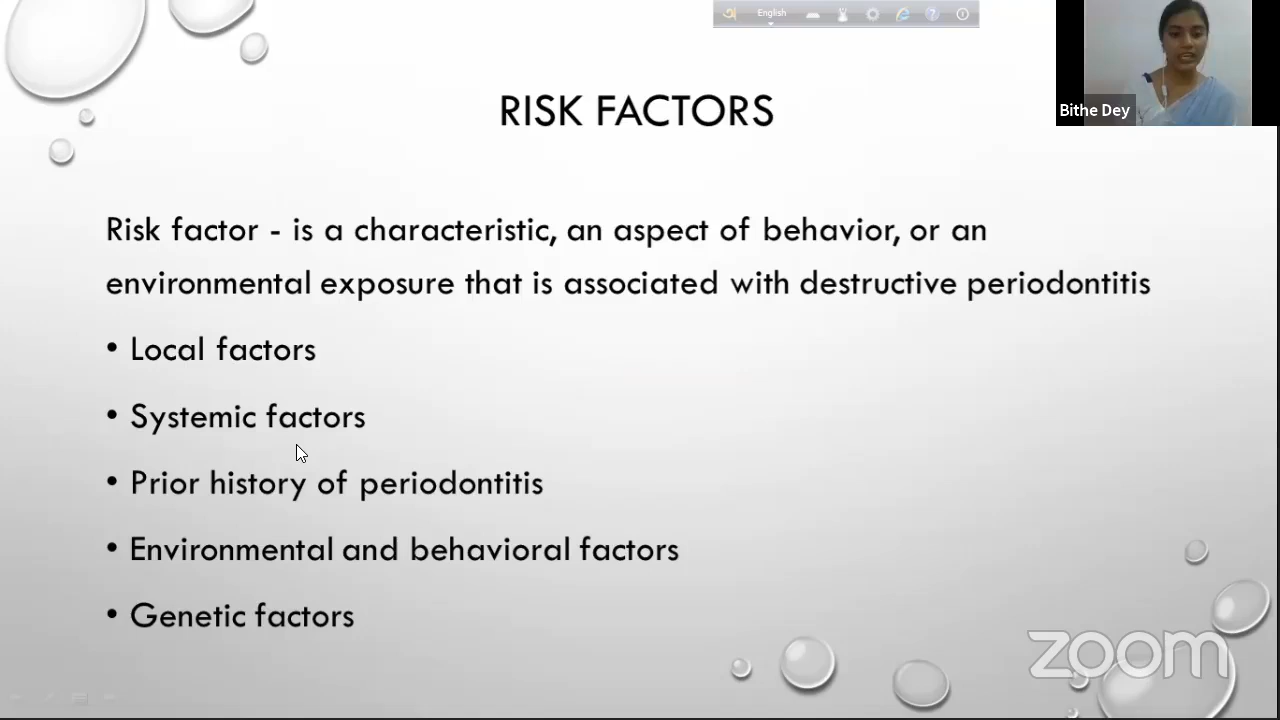 অ English
Bithe Dey
RISK FACTORS
Risk factor - is a characteristic, an aspect of behavior, or an
environmental exposure that is associated with destructive periodontitis
• Local factors
• Systemic factors
• Prior history of periodontitis
• Environmental and behavioral factors
• Genetic factors
zoom